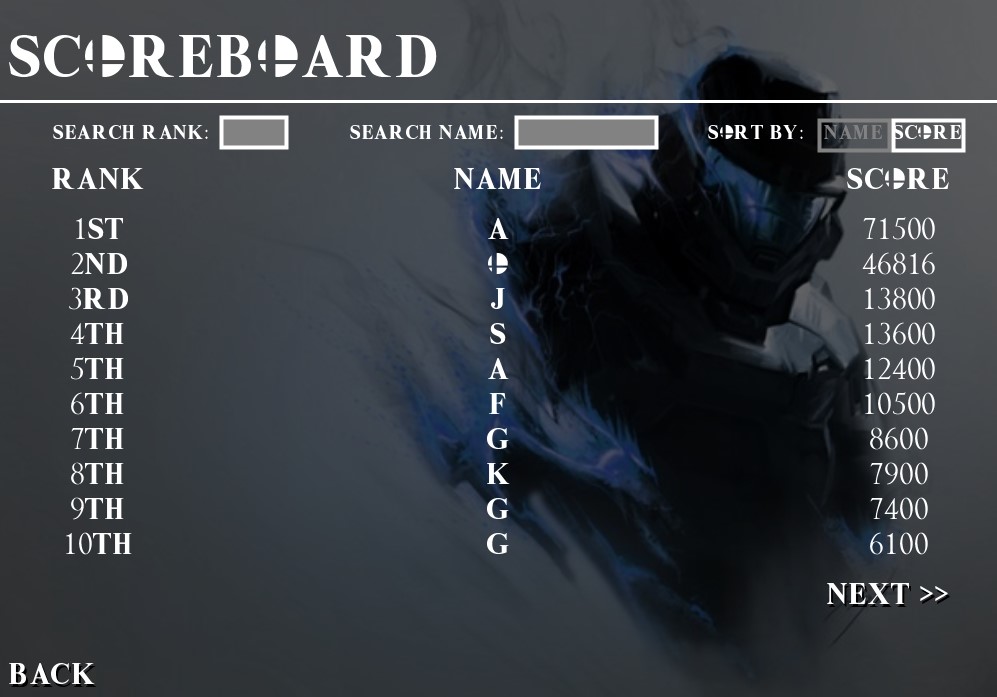 SCOREBOARD
SEARCH RANK: SEARCH NAME: SORT BY: NAME SCORE
RANK NAME SCORE
1ST A 71500
2ND O 46816
3RD J 13800
4TH S 13600
5TH A 12400
6TH F 10500
7TH G 8600
8TH K 7900
9TH G 7400
10TH G 6100
NEXT >>
BACK